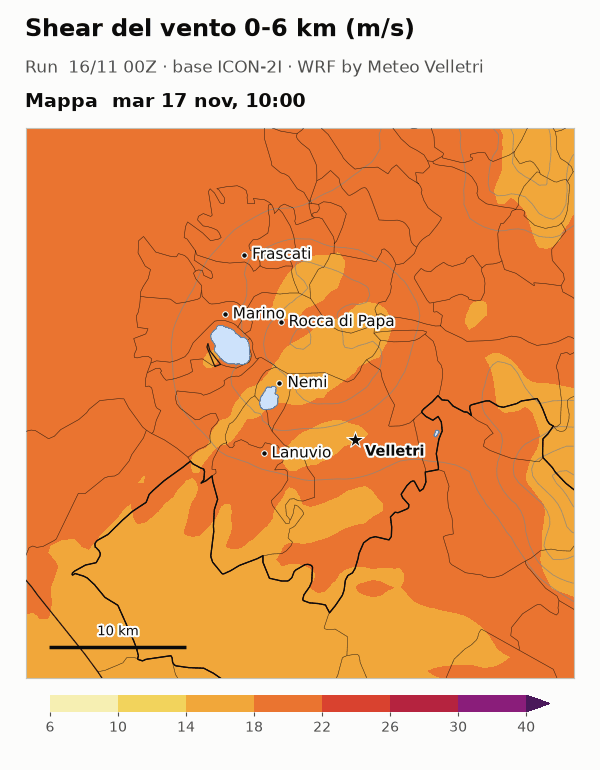 Shear del vento 0-6 km (m/s)
Run  16/11 00Z · base ICON-2I · WRF by Meteo Velletri
Mappa  mar 17 nov, 10:00
Frascati
Marino
Rocca di Papa
Nemi
Velletri
Lanuvio
10 km
6 10 14 18 22 26 30 40